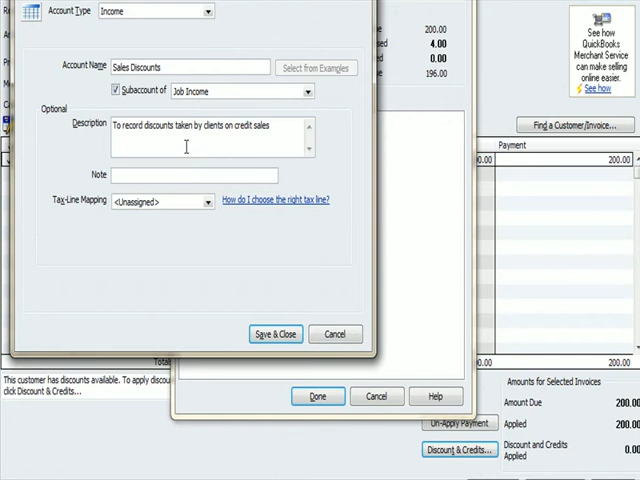 Account Type Income
200.00
4.00
0.00
196.00
Account Name Sales Discounts Select from Examples
Subaccount of Job Income
Optional
Description To record discounts taken by clients on credit sales
Note
Tax-Line Mapping <Unassigned> How do I choose the right tax line?
Save & Close Cancel
Done Cancel Help
See how
QuickBooks
Merchant Service
can make selling
online easier.
See how
Find a Customer/Invoice...
Payment
200.00 200.00
00.00 200.00
This customer has discounts available. To apply
click Discount & Credits...
Un-Apply Payment
Discount & Credits...
Amounts for Selected Invoices
Amount Due 200.00
Applied 200.00
Discount and Credits
Applied 0.00